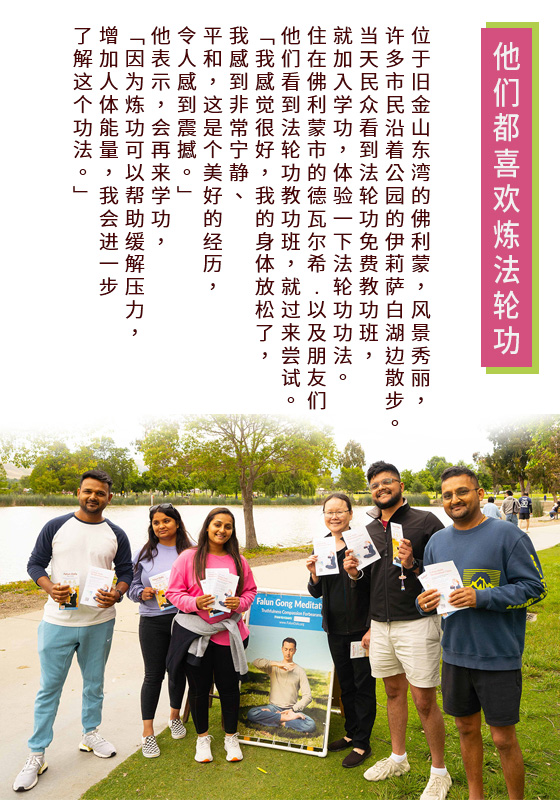 他们都喜欢炼法轮功
位于旧金山东湾的佛利蒙，风景秀丽，
许多市民沿着公园的伊莉萨白湖边散步。
当天民众看到法轮功免费教功班，
就加入学功，体验一下法轮功功法。
住在佛利蒙市的德瓦尔希．以及朋友们
他们看到法轮功教功班，就过来尝试。
「我感觉很好，我的身体放松了，
我感到非常宁静、
平和，这是个美好的经历，
令人感到震撼。」
他表示，会再来学功，
「因为炼功可以帮助缓解压力，
增加人体能量，我会进一步
了解这个功法。」
Falun Gong Meditati
Truthfulness Compassion Forbearance